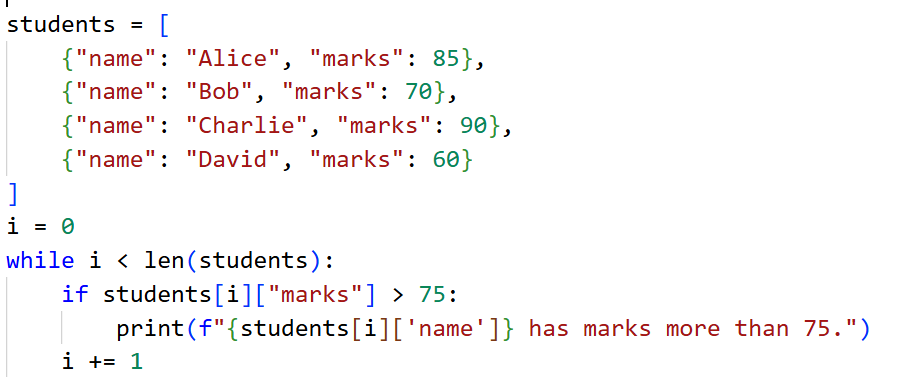 students = [
    {"name": "Alice", "marks": 85},
    {"name": "Bob", "marks": 70},
    {"name": "Charlie", "marks": 90},
    {"name": "David", "marks": 60}
]
i = 0
while i < len(students):
    if students[i]["marks"] > 75:
        print(f"{students[i]['name']} has marks more than 75.")
    i += 1